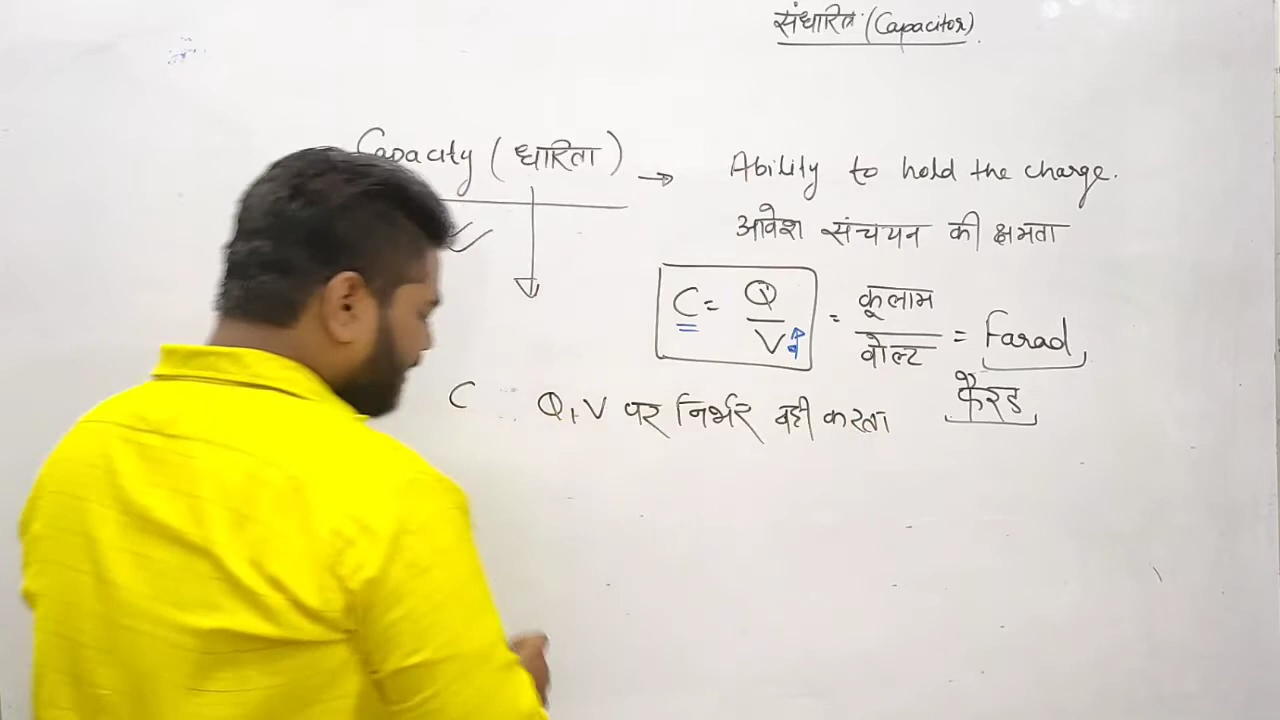 संधारित्र (Capacitor)
Capacity (धारिता) → Ability to hold the charge.
आवेश संचयन की क्षमता
C = Q/V = कूलाम/वोल्ट = Farad
फैरड
C Q, V पर निर्भर नही करता